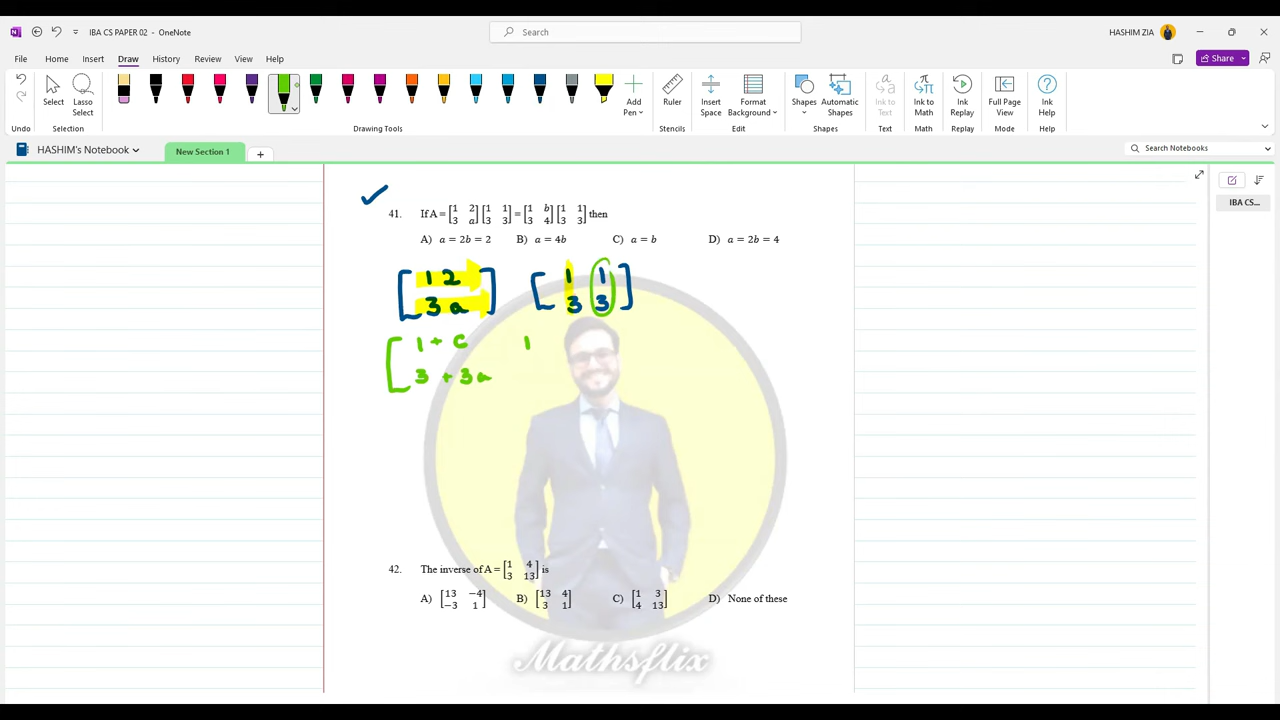 IBA CS PAPER 02 - OneNote
Search
HASHIM ZIA
File Home Insert Draw History Review View Help
Share
Undo
Select
Lasso Select
Add Pen
Ruler
Insert Space
Format Background
Shapes
Automatic Shapes
Ink to Text
Ink to Math
Ink Replay
Full Page View
Ink Help
Undo Selection Drawing Tools Stencils Edit Shapes Text Math Replay Mode Help
HASHIM's Notebook New Section 1 + Search Notebooks
IBA CS...
41. If A = [1 2
3 a] [1 1
3 3] = [1 b
3 4] [1 1
3 3] then
A) a = 2b = 2 B) a = 4b C) a = b D) a = 2b = 4
[1 2
3 a] [1 1
3 3]
[1 + 6 1
3 + 3a
42. The inverse of A = [1 4
3 13] is
A) [13 −4
−3 1] B) [13 4
3 1] C) [1 3
4 13] D) None of these
Mathsflix